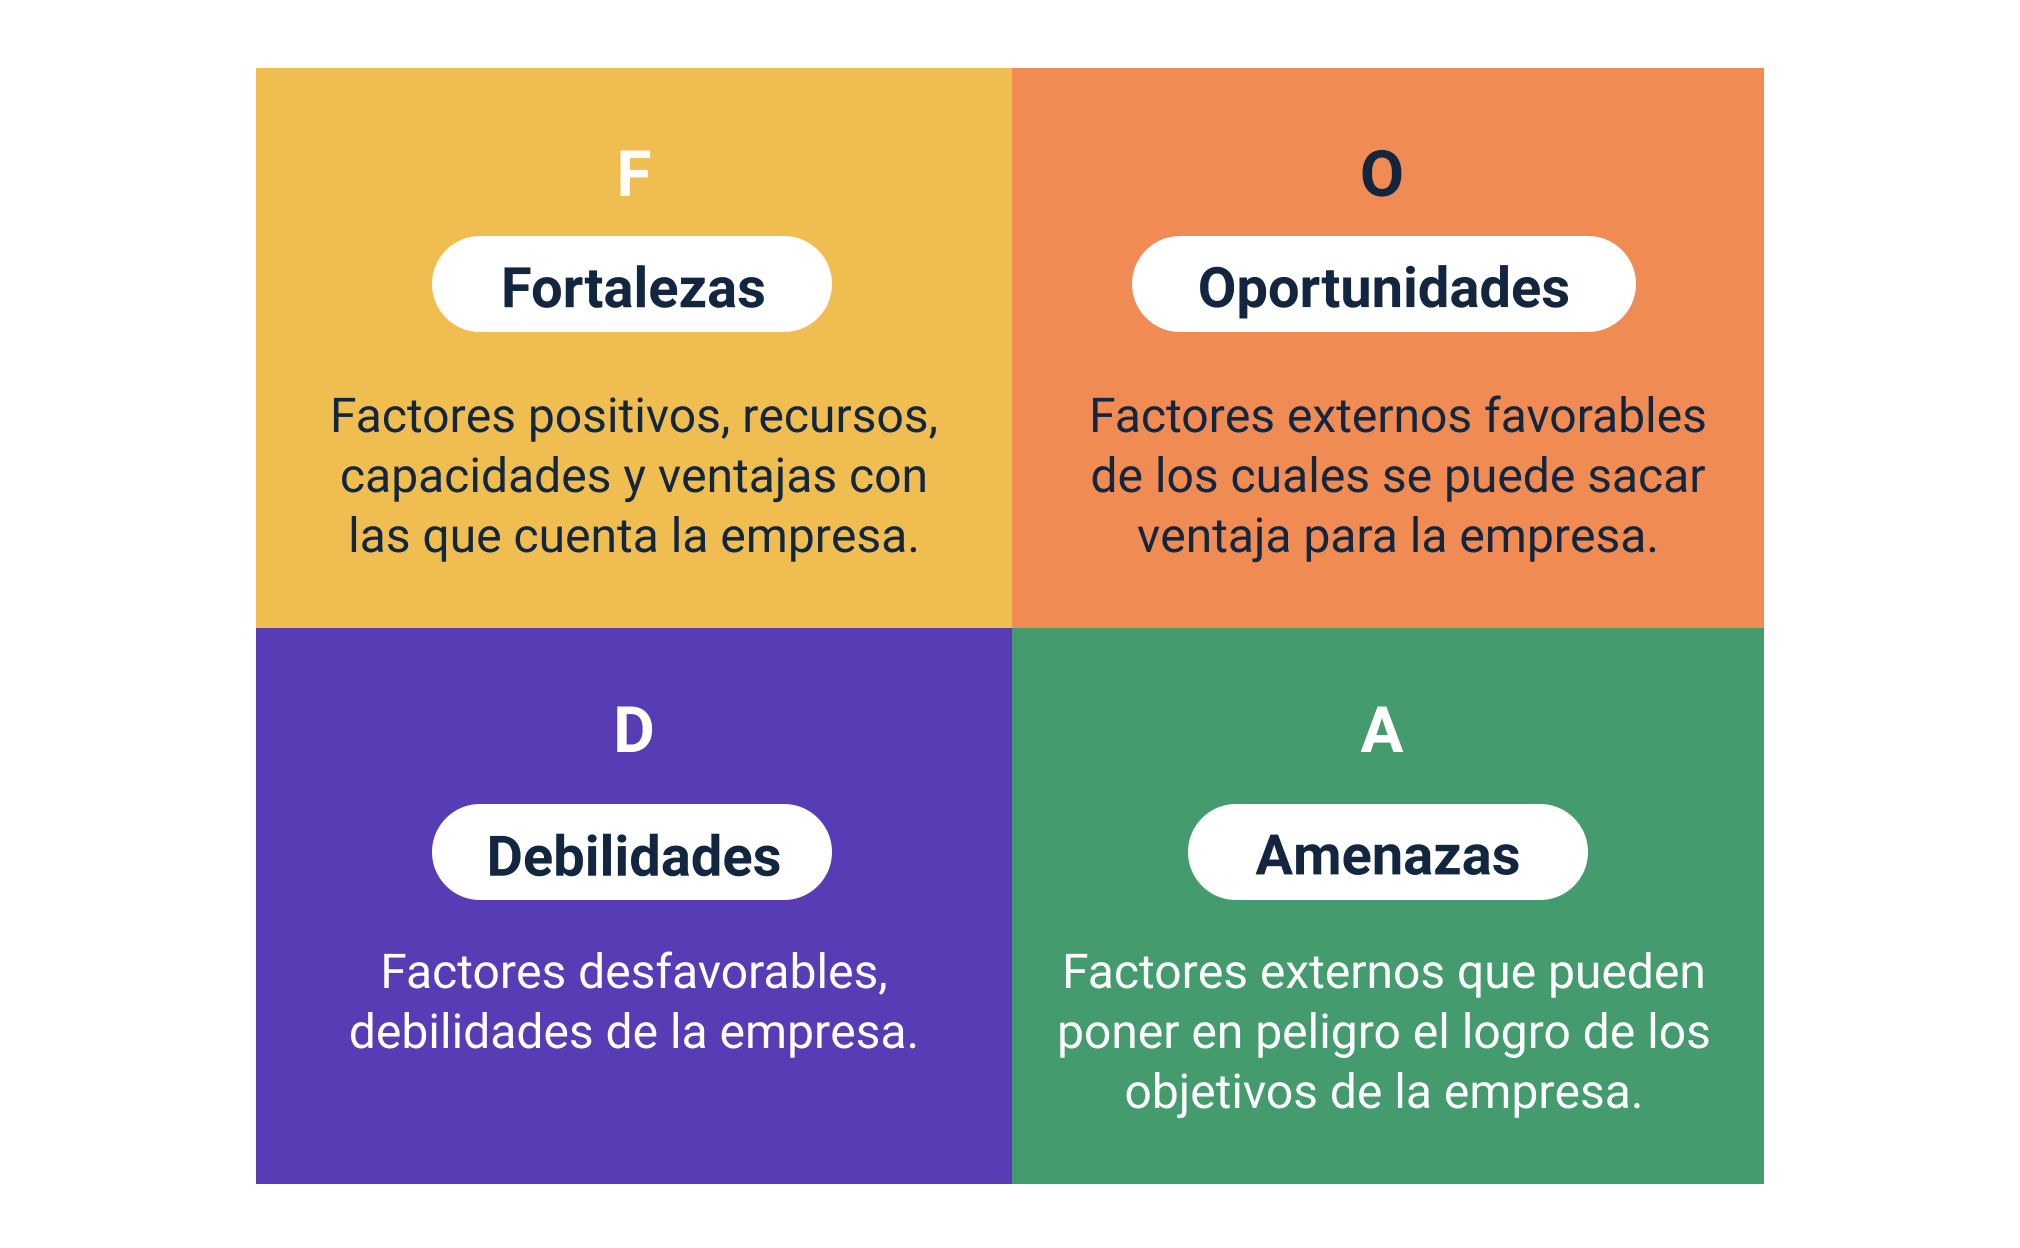 F
Fortalezas
Factores positivos, recursos,
capacidades y ventajas con
las que cuenta la empresa.
O
Oportunidades
Factores externos favorables
de los cuales se puede sacar
ventaja para la empresa.
D
Debilidades
Factores desfavorables,
debilidades de la empresa.
A
Amenazas
Factores externos que pueden
poner en peligro el logro de los
objetivos de la empresa.